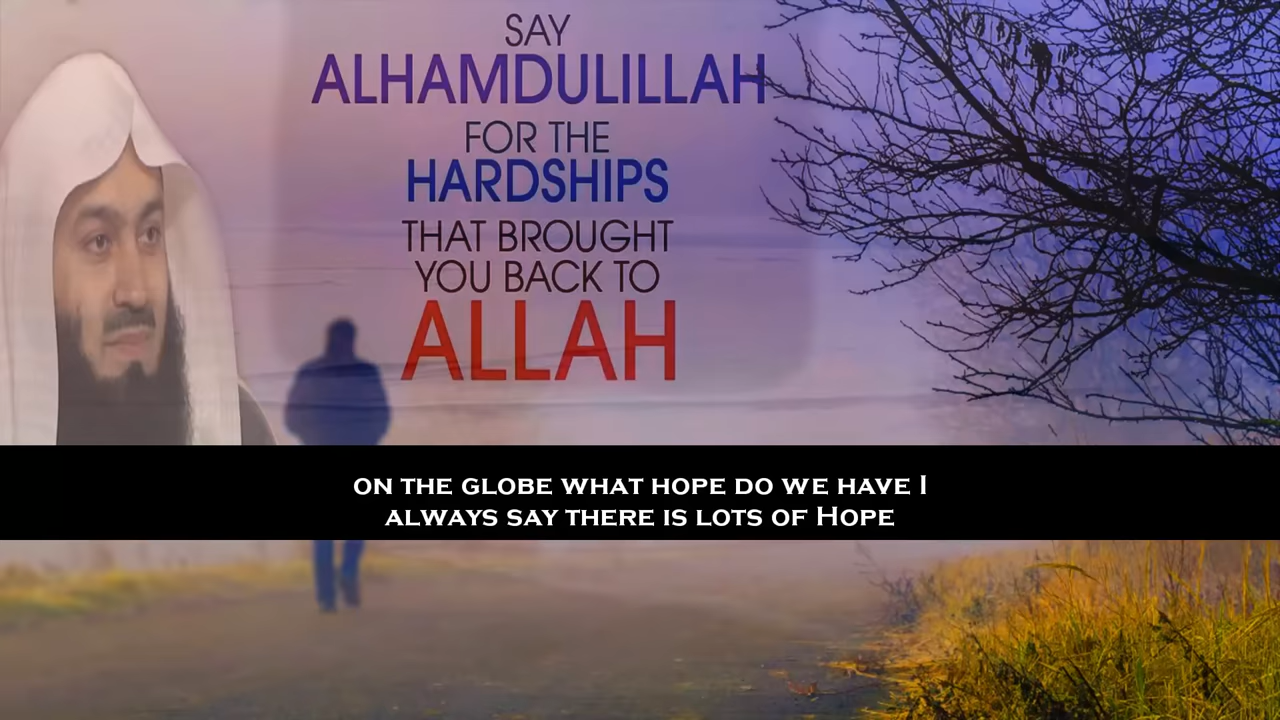 SAY
ALHAMDULILLAH
FOR THE
HARDSHIPS
THAT BROUGHT
YOU BACK TO
ALLAH
ON THE GLOBE WHAT HOPE DO WE HAVE I
ALWAYS SAY THERE IS LOTS OF HOPE